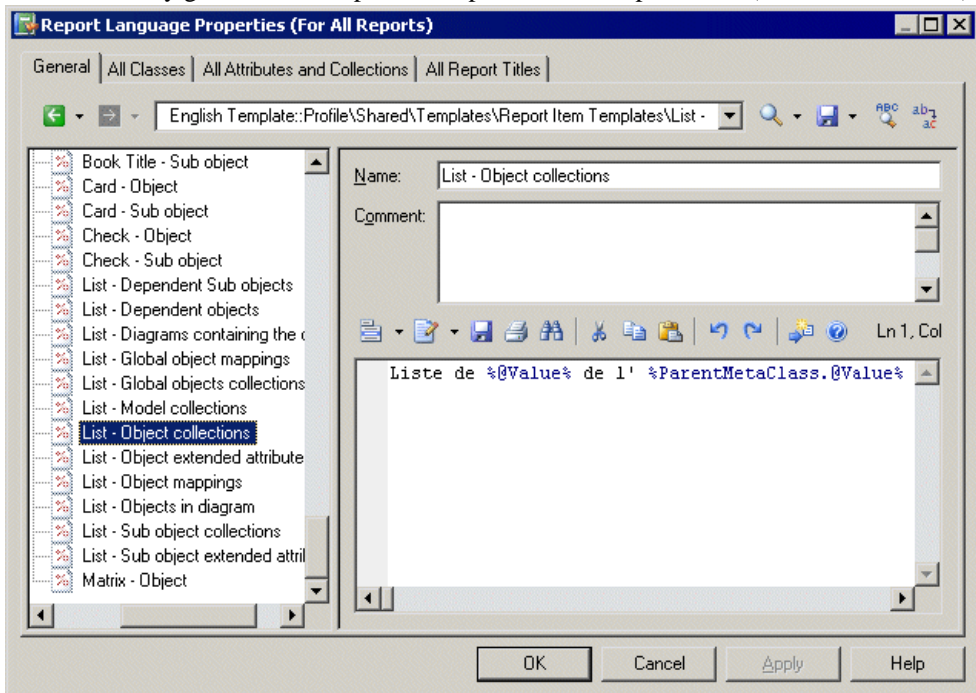 Report Language Properties (For All Reports)
General All Classes All Attributes and Collections All Report Titles
English Template::Profile\Shared\Templates\Report Item Templates\List -
Book Title - Sub object
Card - Object
Card - Sub object
Check - Object
Check - Sub object
List - Dependent Sub objects
List - Dependent objects
List - Diagrams containing the
List - Global object mappings
List - Global objects collections
List - Model collections
List - Object collections
List - Object extended attribute
List - Object mappings
List - Objects in diagram
List - Sub object collections
List - Sub object extended attril
Matrix - Object
Name: List - Object collections
Comment:
Ln 1, Col
Liste de %@Value% de l' %ParentMetaClass.@Value%
OK Cancel Apply Help